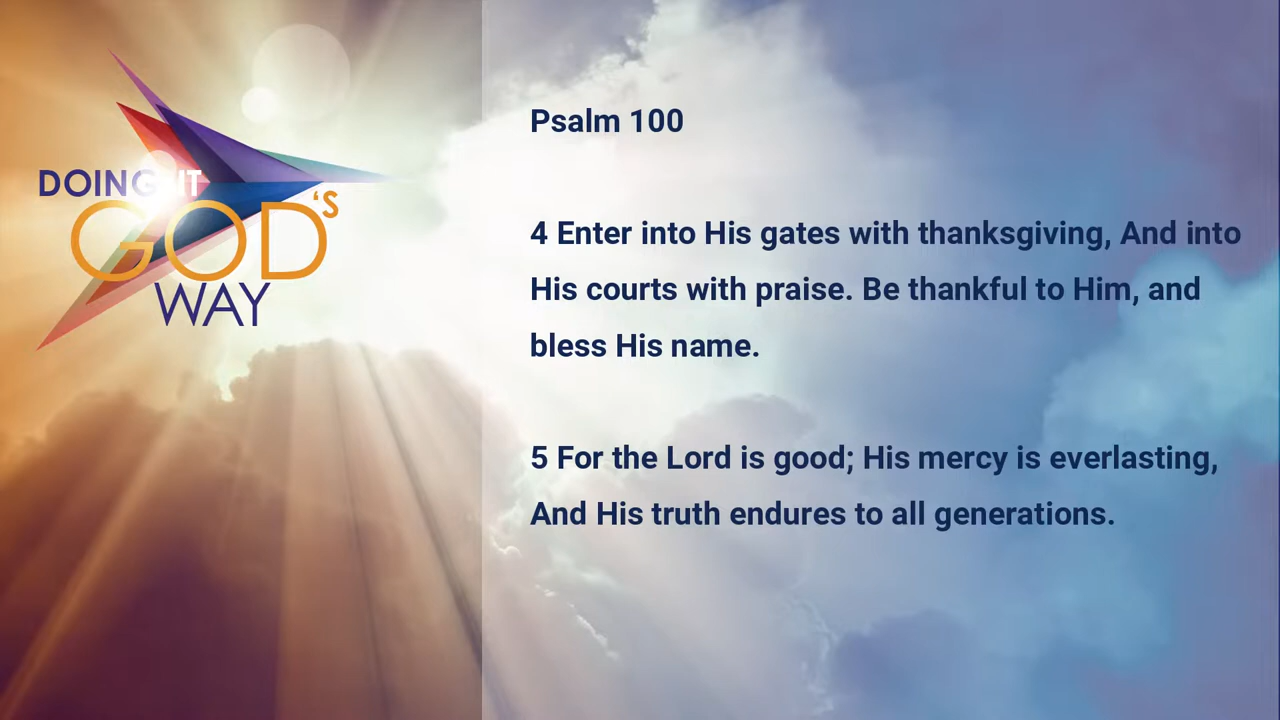 DOING IT
GOD'S
WAY
Psalm 100
4 Enter into His gates with thanksgiving, And into
His courts with praise. Be thankful to Him, and
bless His name.
5 For the Lord is good; His mercy is everlasting,
And His truth endures to all generations.